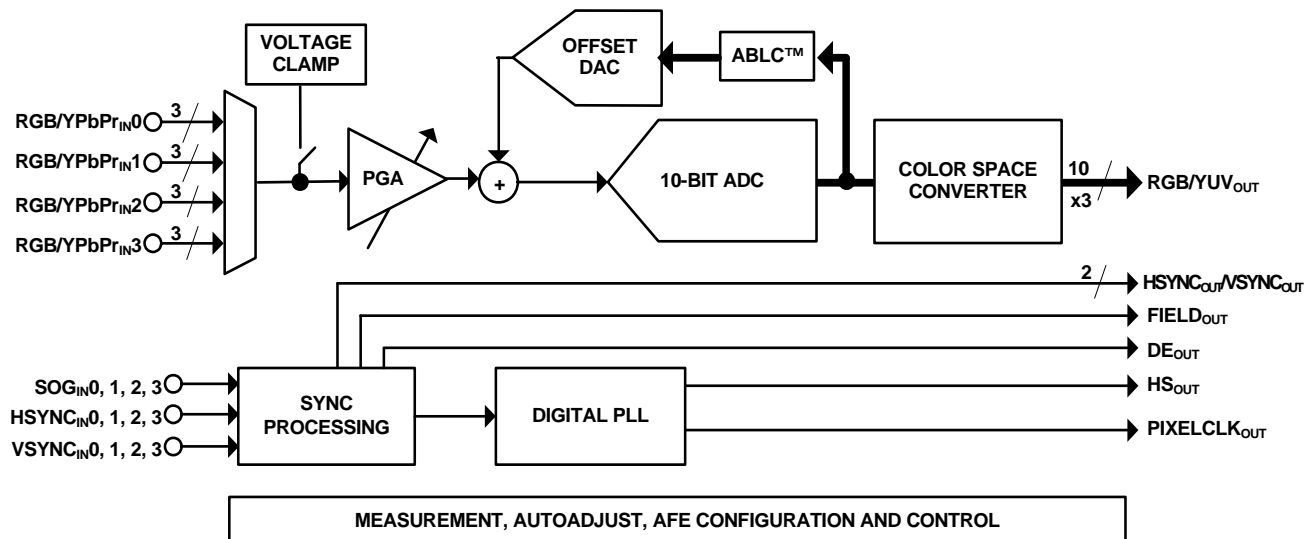 VOLTAGE
CLAMP
OFFSET
DAC
ABLC™
RGB/YPbPrIN0
3
RGB/YPbPrIN1
3
RGB/YPbPrIN2
3
RGB/YPbPrIN3
3
PGA
+
10-BIT ADC
COLOR SPACE
CONVERTER
10
x3
RGB/YUVOUT
2
HSYNCOUT/VSYNCOUT
FIELDOUT
DEOUT
HSOUT
PIXELCLKOUT
SOGIN0, 1, 2, 3
HSYNCIN0, 1, 2, 3
VSYNCIN0, 1, 2, 3
SYNC
PROCESSING
DIGITAL PLL
MEASUREMENT, AUTOADJUST, AFE CONFIGURATION AND CONTROL